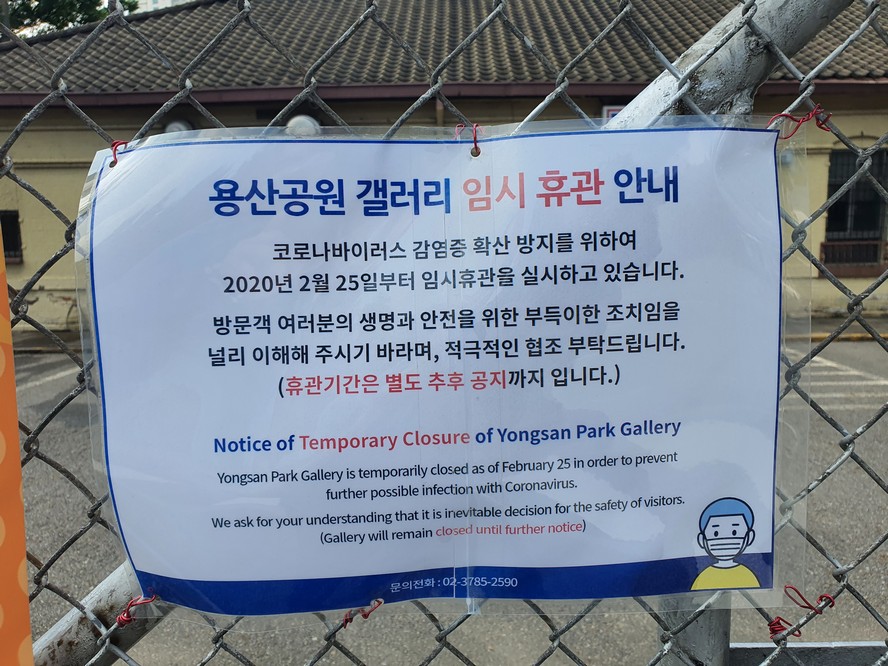 용산공원 갤러리 임시 휴관 안내
코로나바이러스 감염증 확산 방지를 위하여
2020년 2월 25일부터 임시휴관을 실시하고 있습니다.
방문객 여러분의 생명과 안전을 위한 부득이한 조치임을
널리 이해해 주시기 바라며, 적극적인 협조 부탁드립니다.
(휴관기간은 별도 추후 공지까지 입니다.)
Notice of Temporary Closure of Yongsan Park Gallery
Yongsan Park Gallery is temporarily closed as of February 25 in order to prevent
further possible infection with Coronavirus.
We ask for your understanding that it is inevitable decision for the safety of visitors.
(Gallery will remain closed until further notice)
문의전화 : 02-3785-2590